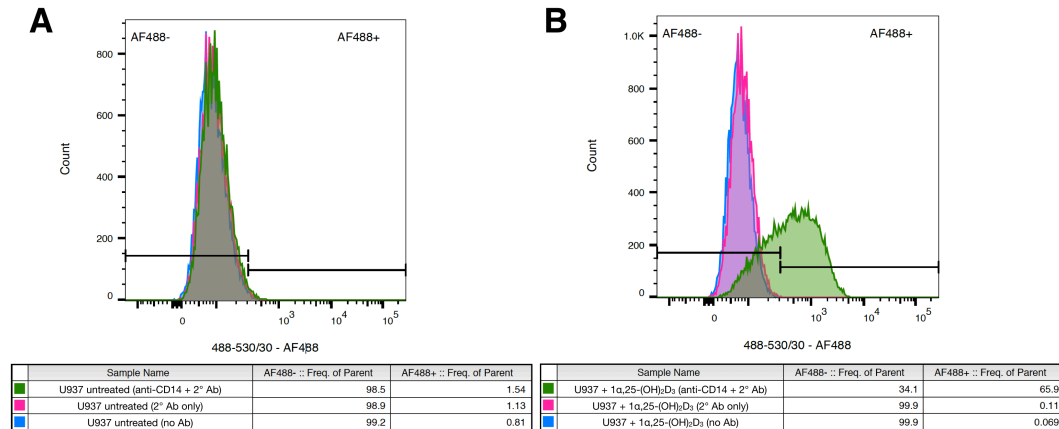 A
AF488-
AF488+
800
600
400
200
0
Count
0
10³
10⁴
10⁵
488-530/30 - AF488
Sample Name
AF488- :: Freq. of Parent
AF488+ :: Freq. of Parent
U937 untreated (anti-CD14 + 2° Ab)
98.5
1.54
U937 untreated (2° Ab only)
98.9
1.13
U937 untreated (no Ab)
99.2
0.81
B
AF488-
AF488+
1.0K
800
600
400
200
0
Count
0
10³
10⁴
10⁵
488-530/30 - AF488
Sample Name
AF488- :: Freq. of Parent
AF488+ :: Freq. of Parent
U937 + 1α,25-(OH)₂D₃ (anti-CD14 + 2° Ab)
34.1
65.9
U937 + 1α,25-(OH)₂D₃ (2° Ab only)
99.9
0.11
U937 + 1α,25-(OH)₂D₃ (no Ab)
99.9
0.069